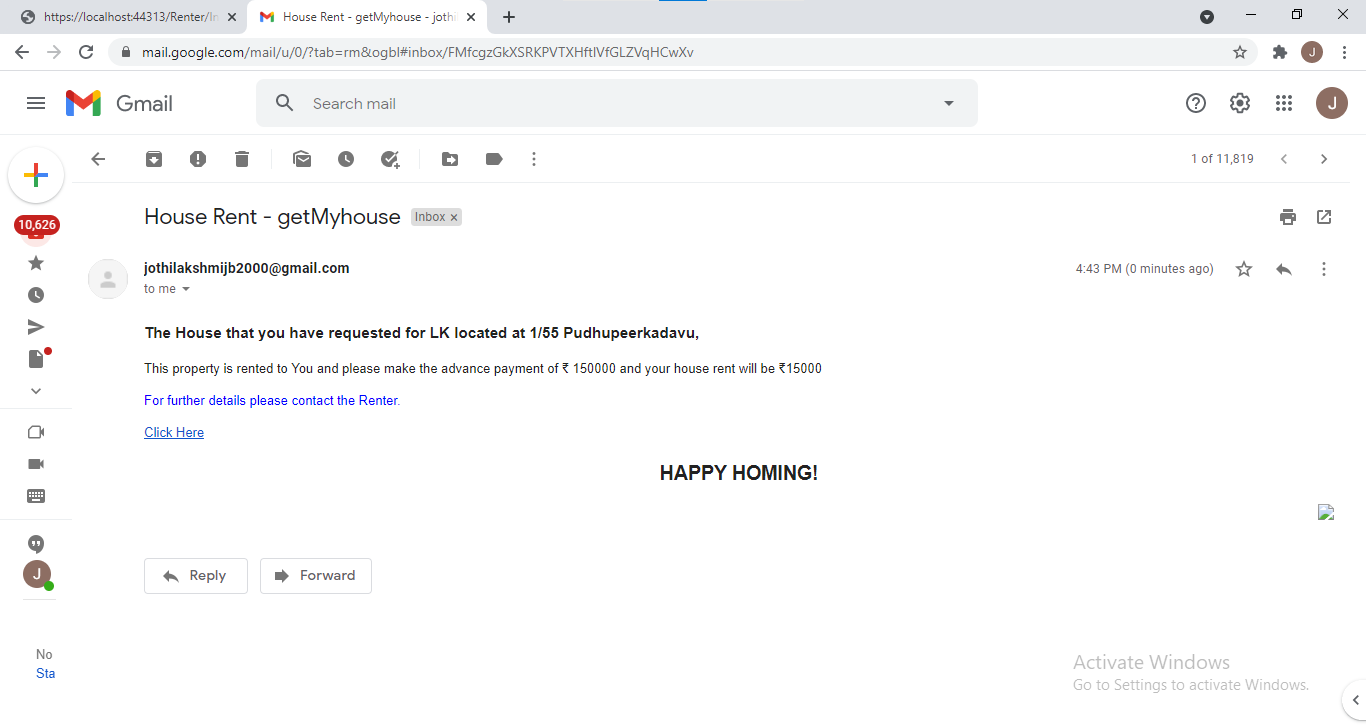 https://localhost:44313/Renter/In
House Rent - getMyhouse - jothi
mail.google.com/mail/u/0/?tab=rm&ogbl#inbox/FMfcgzGkXSRKPVTXHftlVfGLZVqHCwXv
J
Gmail
Search mail
J
1 of 11,819
10,626
House Rent - getMyhouse
Inbox x
jothilakshmijb2000@gmail.com
4:43 PM (0 minutes ago)
to me
The House that you have requested for LK located at 1/55 Pudhupeerkadavu,
This property is rented to You and please make the advance payment of ₹ 150000 and your house rent will be ₹15000
For further details please contact the Renter.
Click Here
HAPPY HOMING!
Reply
Forward
J
No
Sta
Activate Windows
Go to Settings to activate Windows.